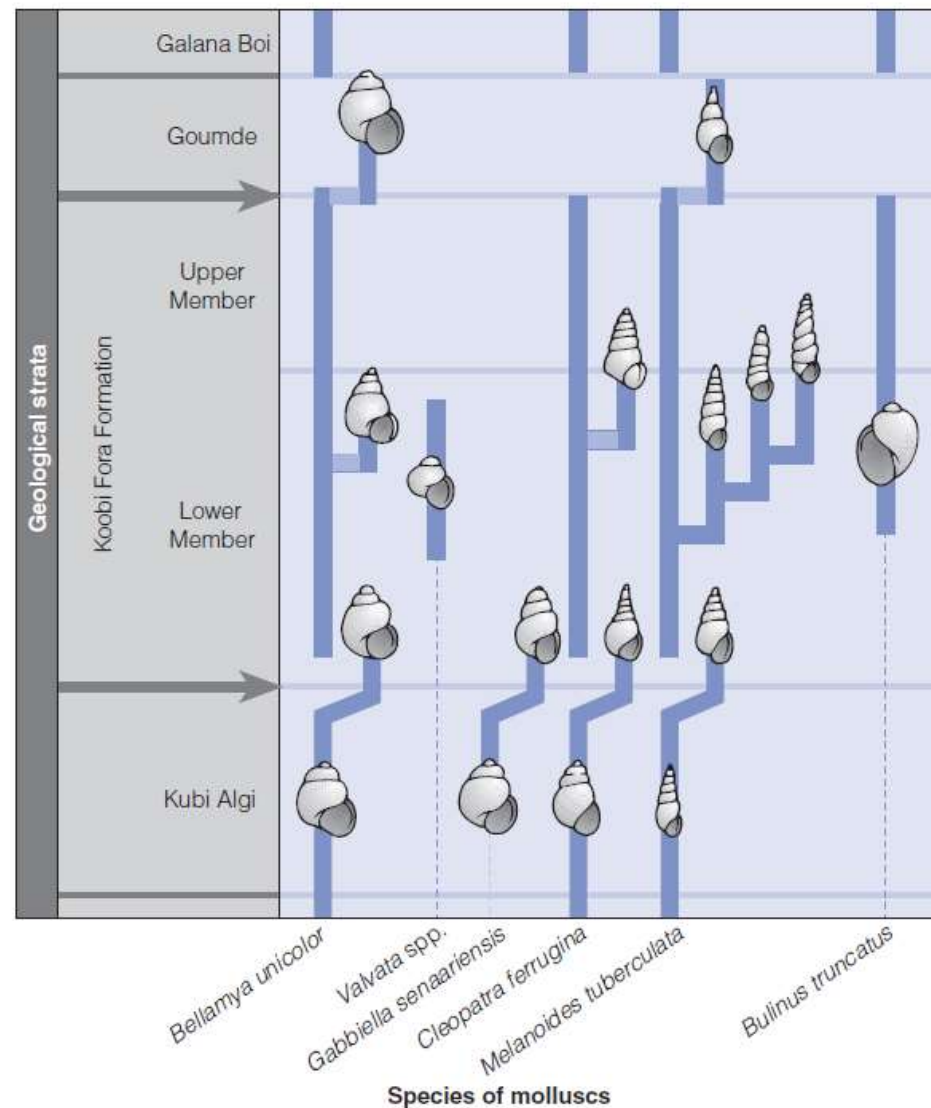 Galana Boi
Goumde
Upper
Member
Geological strata
Koobi Fora Formation
Lower
Member
Kubi Algi
Bellamya unicolor
Valvata spp.
Gabbiella senaariensis
Cleopatra ferrugina
Melanoides tuberculata
Bulinus truncatus
Species of molluscs